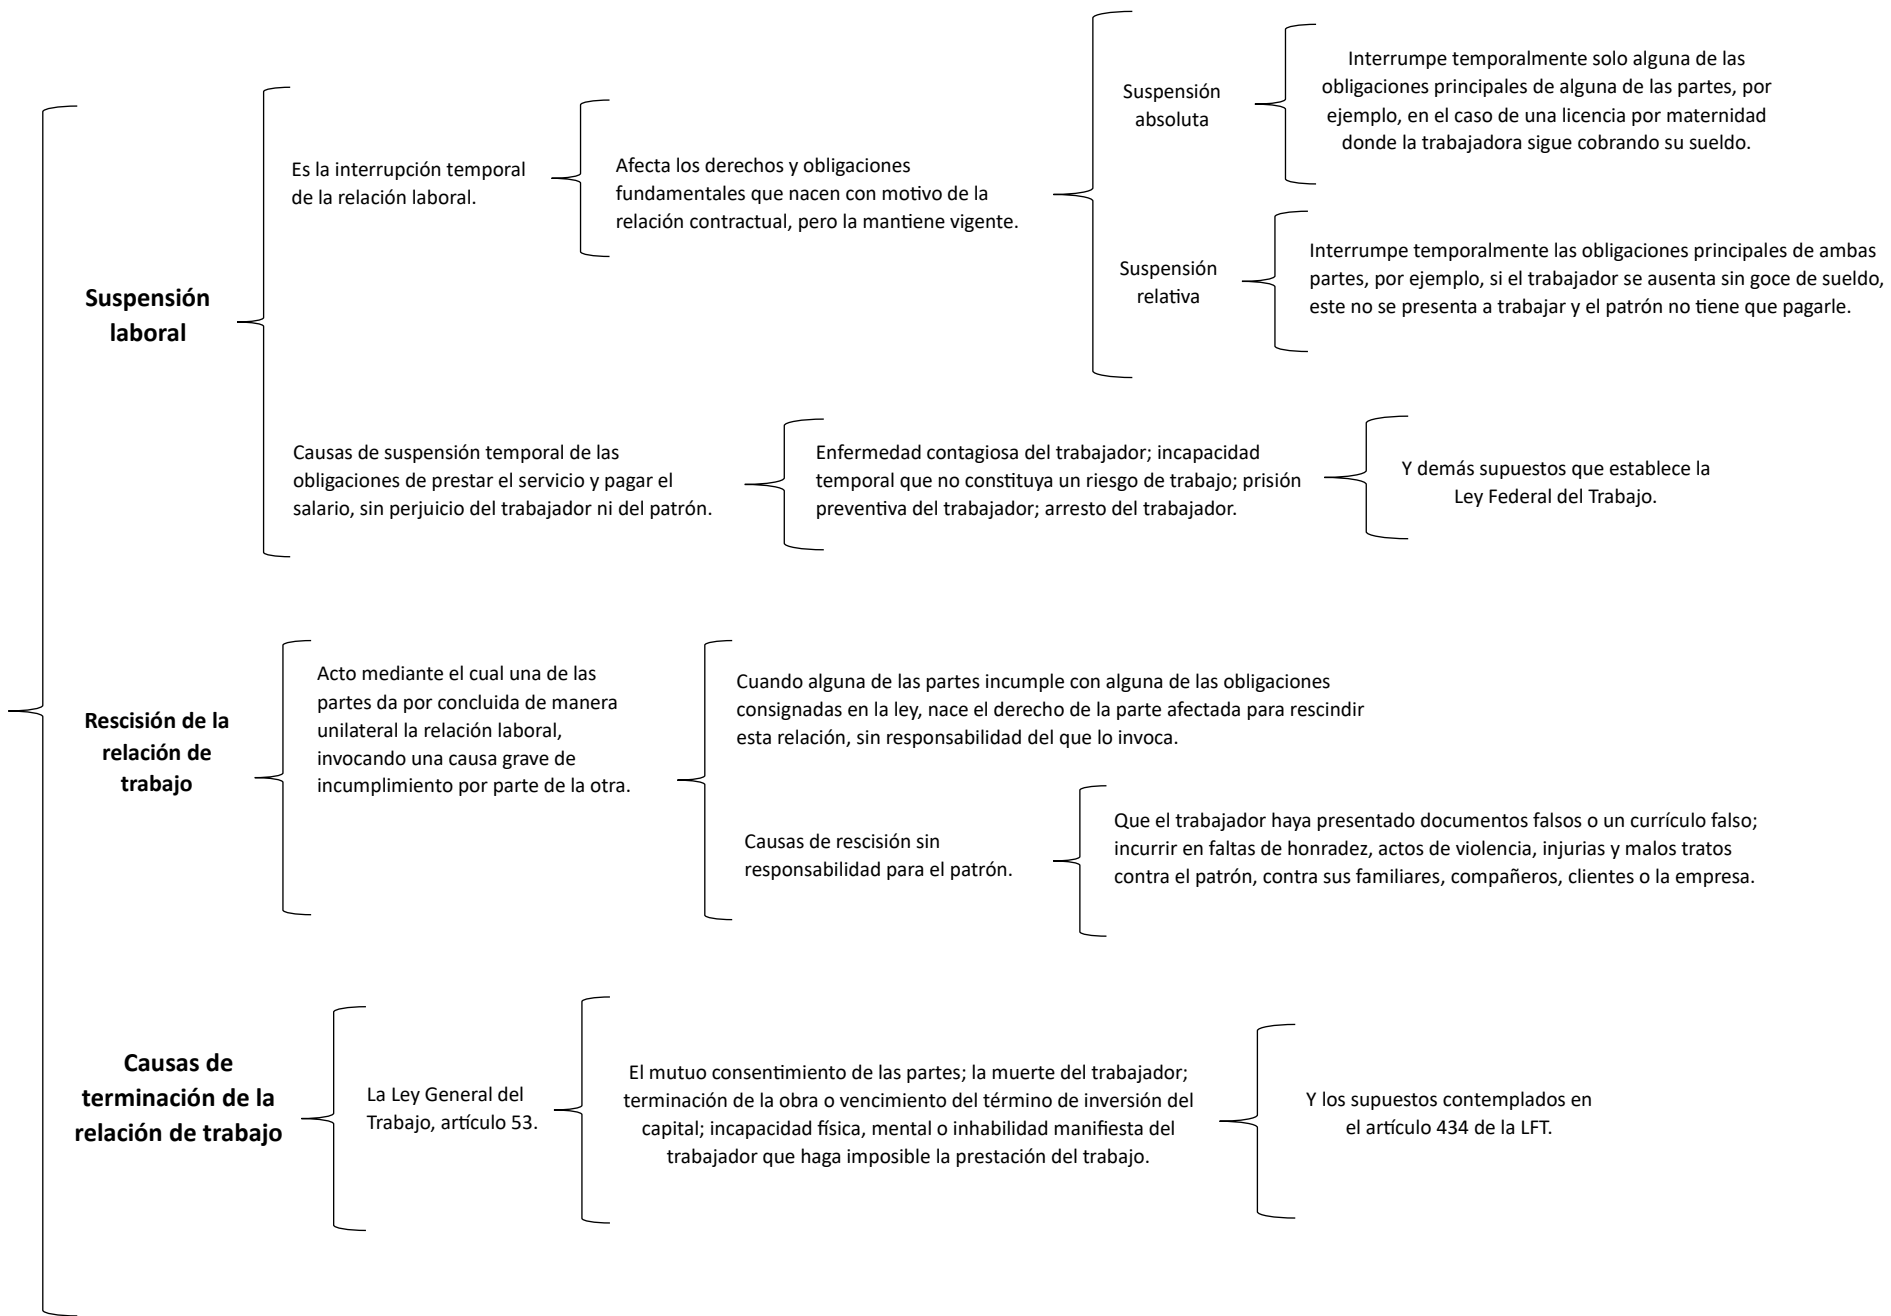 Suspensión
laboral
Es la interrupción temporal
de la relación laboral.
Afecta los derechos y obligaciones
fundamentales que nacen con motivo de la
relación contractual, pero la mantiene vigente.
Suspensión
absoluta
Interrumpe temporalmente solo alguna de las
obligaciones principales de alguna de las partes, por
ejemplo, en el caso de una licencia por maternidad
donde la trabajadora sigue cobrando su sueldo.
Suspensión
relativa
Interrumpe temporalmente las obligaciones principales de ambas
partes, por ejemplo, si el trabajador se ausenta sin goce de sueldo,
este no se presenta a trabajar y el patrón no tiene que pagarle.
Causas de suspensión temporal de las
obligaciones de prestar el servicio y pagar el
salario, sin perjuicio del trabajador ni del patrón.
Enfermedad contagiosa del trabajador; incapacidad
temporal que no constituya un riesgo de trabajo; prisión
preventiva del trabajador; arresto del trabajador.
Y demás supuestos que establece la
Ley Federal del Trabajo.
Rescisión de la
relación de
trabajo
Acto mediante el cual una de las
partes da por concluida de manera
unilateral la relación laboral,
invocando una causa grave de
incumplimiento por parte de la otra.
Cuando alguna de las partes incumple con alguna de las obligaciones
consignadas en la ley, nace el derecho de la parte afectada para rescindir
esta relación, sin responsabilidad del que lo invoca.
Causas de rescisión sin
responsabilidad para el patrón.
Que el trabajador haya presentado documentos falsos o un currículo falso;
incurrir en faltas de honradez, actos de violencia, injurias y malos tratos
contra el patrón, contra sus familiares, compañeros, clientes o la empresa.
Causas de
terminación de la
relación de trabajo
La Ley General del
Trabajo, artículo 53.
El mutuo consentimiento de las partes; la muerte del trabajador;
terminación de la obra o vencimiento del término de inversión del
capital; incapacidad física, mental o inhabilidad manifiesta del
trabajador que haga imposible la prestación del trabajo.
Y los supuestos contemplados en
el artículo 434 de la LFT.